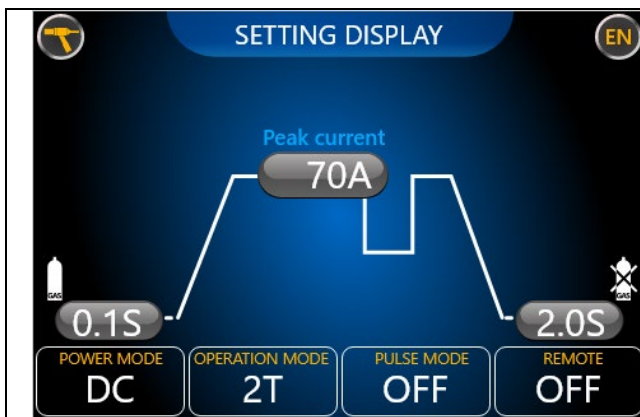 SETTING DISPLAY
EN
Peak current
70A
GAS
GAS
0.1S
2.0S
POWER MODE
OPERATION MODE
PULSE MODE
REMOTE
DC
2T
OFF
OFF